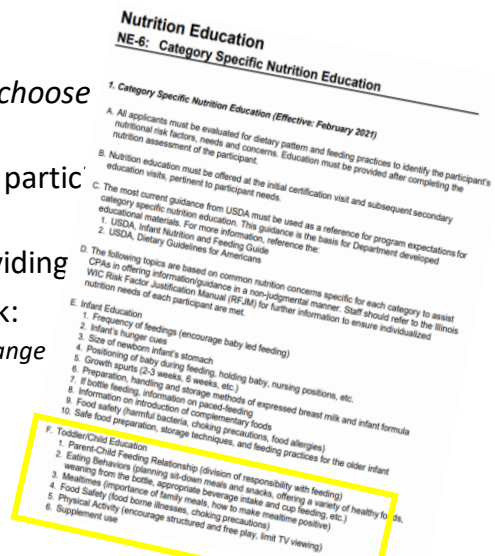 choose
partic
viding
k:
ange
Nutrition Education
NE-6: Category Specific Nutrition Education
1. Category Specific Nutrition Education (Effective: February 2021)
A. All applicants must be evaluated for dietary pattern and feeding practices to identify the participant's
nutritional risk factors, needs and concerns. Education must be provided after completing the
nutrition assessment of the participant.
B. Nutrition education must be offered at the initial certification visit and subsequent secondary
education visits, pertinent to participant needs.
C. The most current guidance from USDA must be used as a reference for program expectations for
category specific nutrition education. This guidance is the basis for Department developed
educational materials. For more information, reference the:
1. USDA, Infant Nutrition and Feeding Guide
2. USDA, Dietary Guidelines for Americans
D. The following topics are based on common nutrition concerns specific for each category to assist
CPAs in offering information/guidance in a non-judgmental manner. Staff should refer to the Illinois
WIC Risk Factor Justification Manual (RFJM) for further information to ensure individualized
nutrition needs of each participant are met.
E. Infant Education
1. Frequency of feedings (encourage baby led feeding)
2. Infant's hunger cues
3. Size of newborn infant's stomach
4. Positioning of baby during feeding, holding baby, nursing positions, etc.
5. Growth spurts (2-3 weeks, 6 weeks, etc.)
6. Preparation, handling and storage methods of expressed breast milk and infant formula
7. If bottle feeding, information on paced-feeding
8. Information on introduction of complementary foods
9. Food safety (harmful bacteria, choking precautions, food allergies)
10. Safe food preparation, storage techniques, and feeding practices for the older infant
F. Toddler/Child Education
1. Parent-Child Feeding Relationship (division of responsibility with feeding)
2. Eating Behaviors (planning sit-down meals and snacks, offering a variety of healthy foods,
weaning from the bottle, appropriate beverage intake and cup feeding, etc.)
3. Mealtimes (importance of family meals, how to make mealtime positive)
4. Food Safety (food borne illnesses, choking precautions)
5. Physical Activity (encourage structured and free play, limit TV viewing)
6. Supplement use